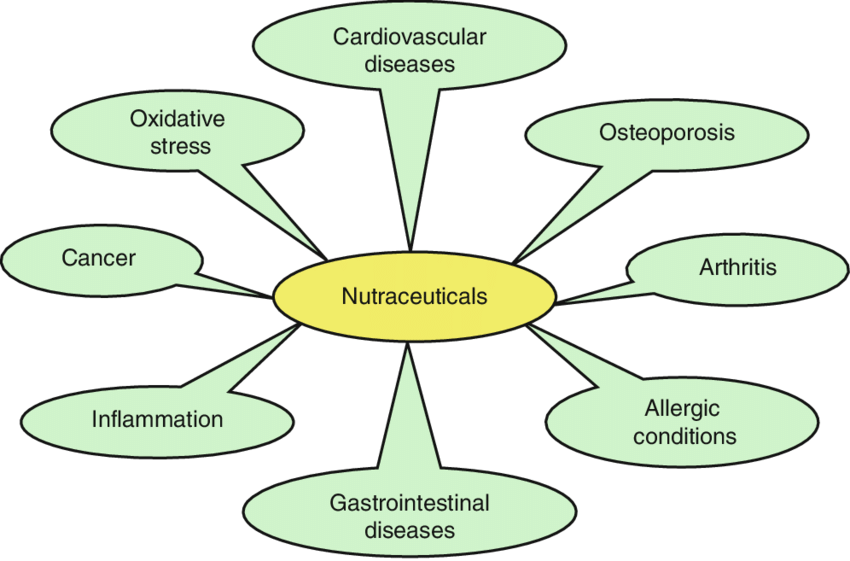 Cardiovascular
diseases
Oxidative
stress
Osteoporosis
Cancer
Arthritis
Nutraceuticals
Inflammation
Allergic
conditions
Gastrointestinal
diseases